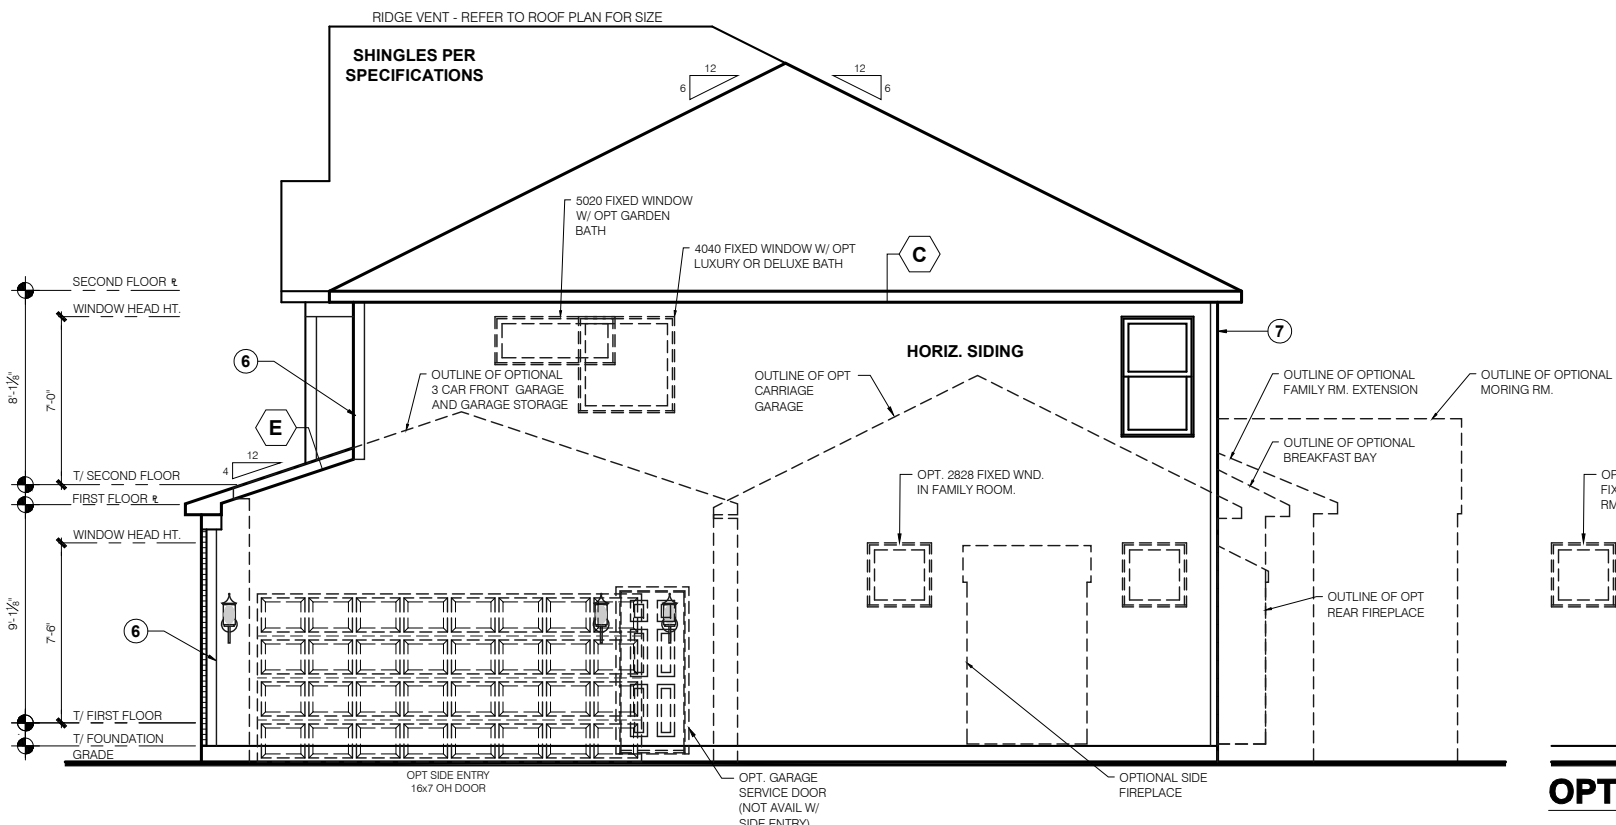 RIDGE VENT - REFER TO ROOF PLAN FOR SIZE
SHINGLES PER
SPECIFICATIONS
12
6
12
6
5020 FIXED WINDOW
W/ OPT GARDEN
BATH
4040 FIXED WINDOW W/ OPT
LUXURY OR DELUXE BATH
C
SECOND FLOOR ℄
WINDOW HEAD HT.
8'-1⅛"
7'-0"
6
7
HORIZ. SIDING
OUTLINE OF OPTIONAL
3 CAR FRONT GARAGE
AND GARAGE STORAGE
OUTLINE OF OPT
CARRIAGE
GARAGE
OUTLINE OF OPTIONAL
FAMILY RM. EXTENSION
OUTLINE OF OPTIONAL
MORING RM.
E
12
4
OUTLINE OF OPTIONAL
BREAKFAST BAY
T/ SECOND FLOOR
FIRST FLOOR ℄
OPT. 2828 FIXED WND.
IN FAMILY ROOM.
OP
FIX
RM
WINDOW HEAD HT.
9'-1⅛"
7'-6"
6
OUTLINE OF OPT
REAR FIREPLACE
T/ FIRST FLOOR
T/ FOUNDATION
GRADE
OPT SIDE ENTRY
16x7 OH DOOR
OPT. GARAGE
SERVICE DOOR
(NOT AVAIL W/
SIDE ENTRY)
OPTIONAL SIDE
FIREPLACE
OPT